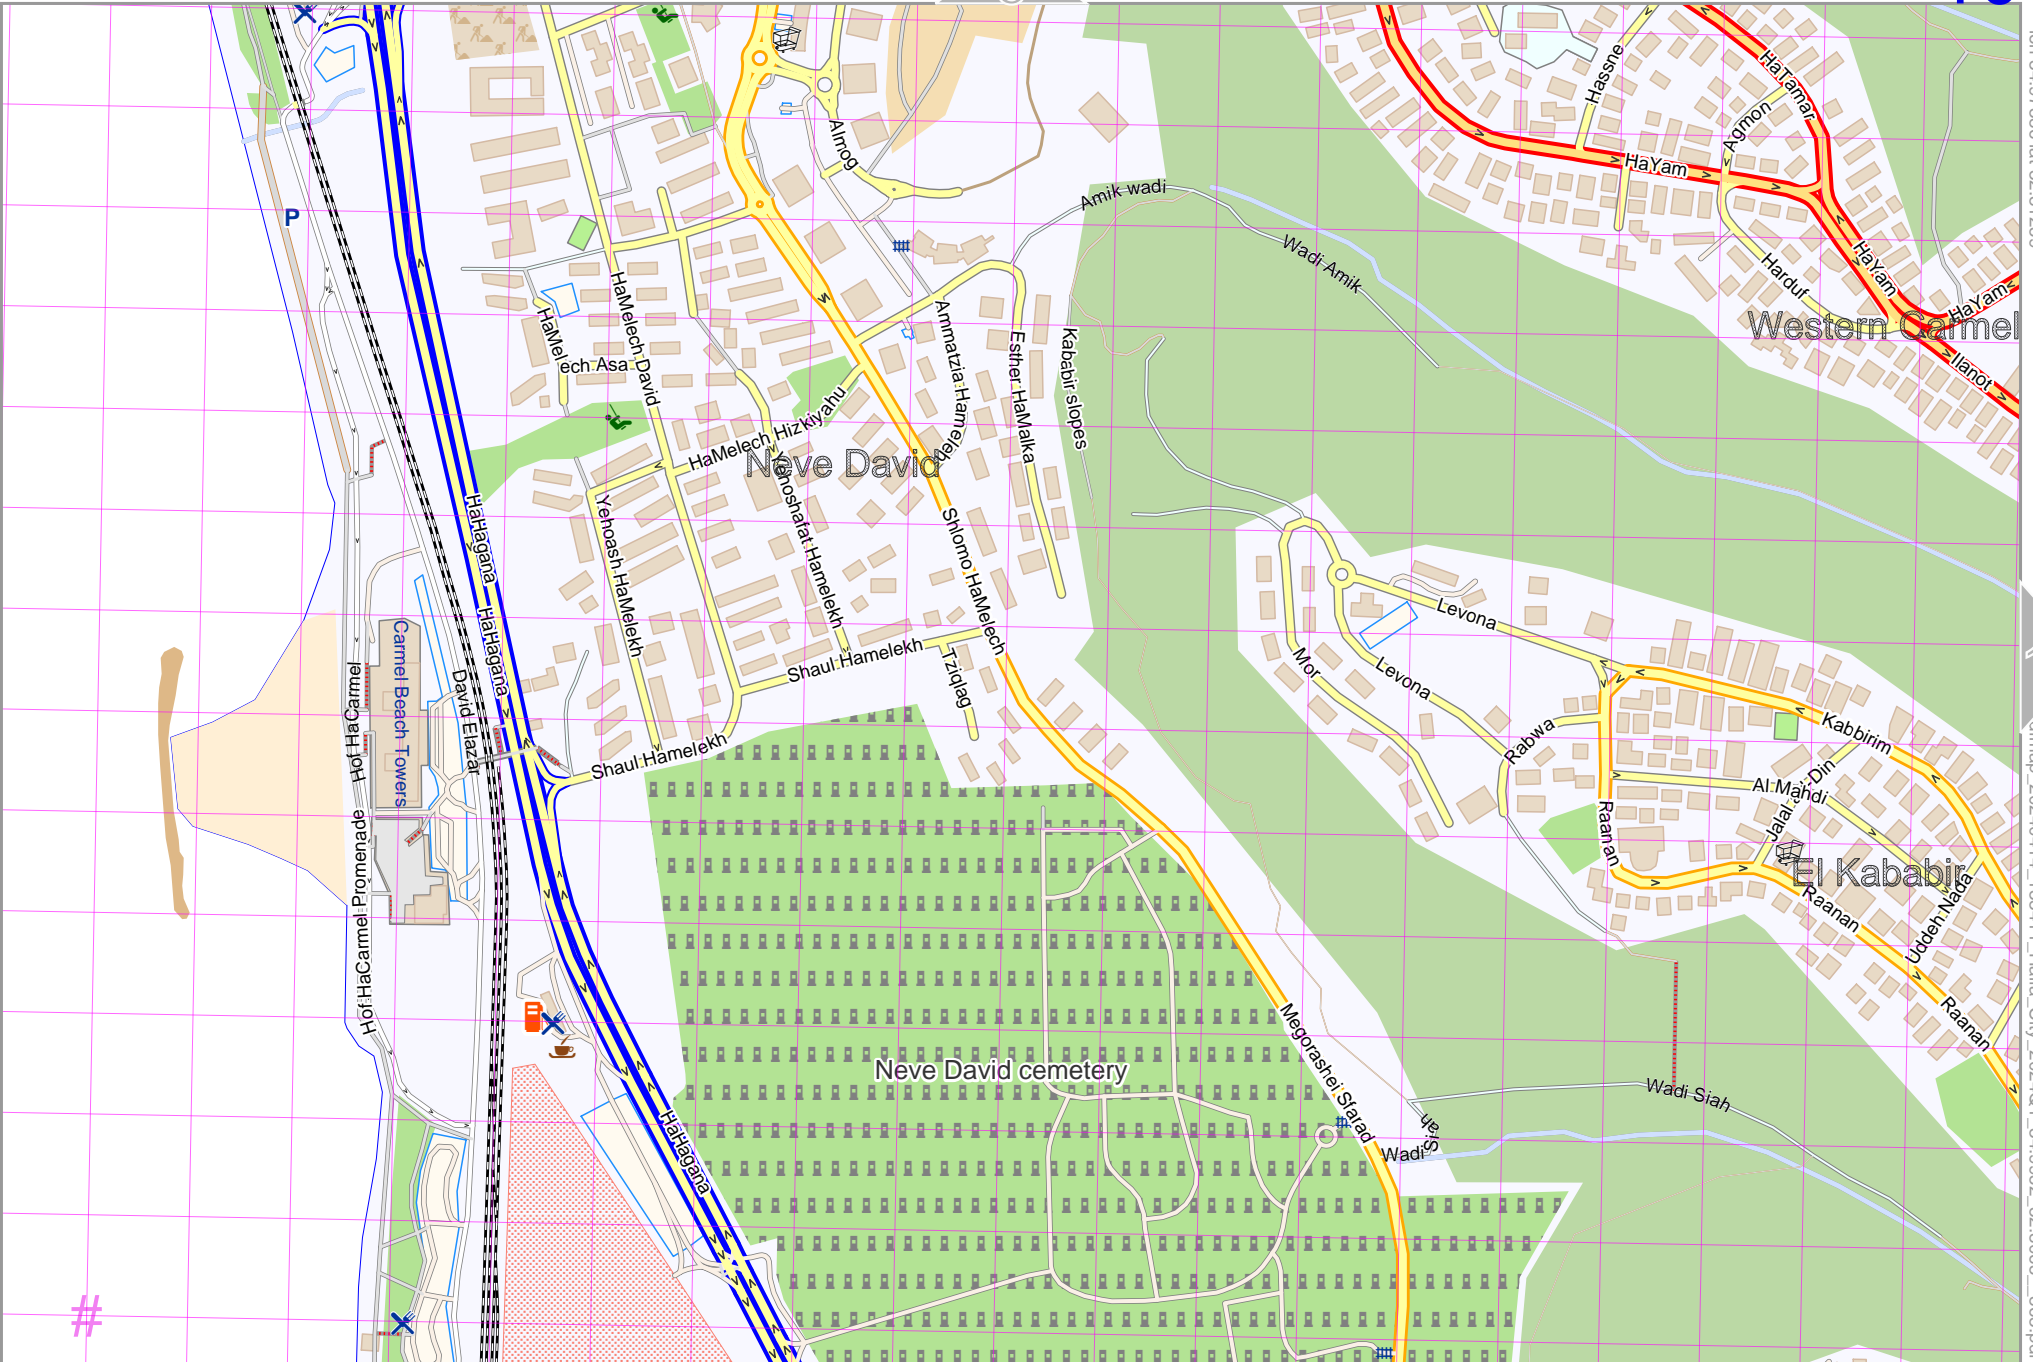 Hassne
HaTamar
Agmon
Almog
HaYam
Amik wadi
Wadi Amik
HaYam
Harduf
HaYam
Western Carmel
Ilanot
P
HaMelech David
HaMelech Asa
Ammatzia Hamelech
Esther HaMalka
Kababir slopes
HaMelech Hizkiyahu
Neve David
Yehoshafat Hamelekh
Yehoash HaMelekh
Shlomo HaMelech
HaHagana
HaHagana
Levona
Levona
Mor
Rabwa
Kabbirim
Al Mahdi
Jalal a Din
Raanan
El Kababir
Raanan
Uddeh Nada
Raanan
Shaul Hamelekh
Tziqlag
Shaul Hamelekh
Carmel Beach Towers
Hof HaCarmel
David Elazar
Hof HaCarmel Promenade
Neve David cemetery
Megorashei Sfarad
Wadi Siah
Wadi Siah
HaHagana
#